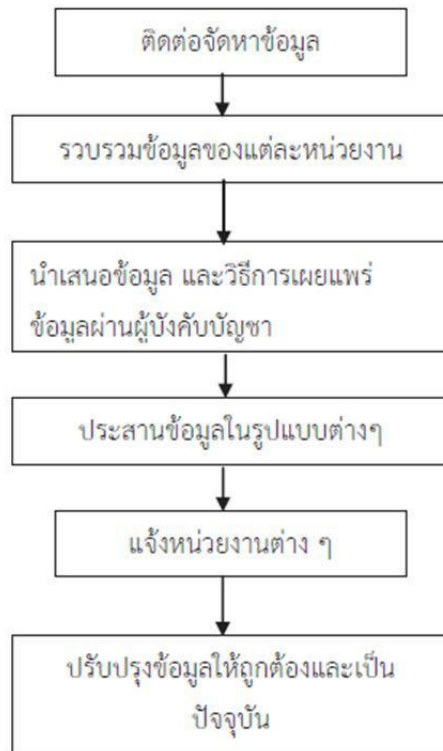 ติดต่อจัดหาข้อมูล
รวบรวมข้อมูลของแต่ละหน่วยงาน
นำเสนอข้อมูล และวิธีการเผยแพร่
ข้อมูลผ่านผู้บังคับบัญชา
ประสานข้อมูลในรูปแบบต่างๆ
แจ้งหน่วยงานต่าง ๆ
ปรับปรุงข้อมูลให้ถูกต้องและเป็น
ปัจจุบัน